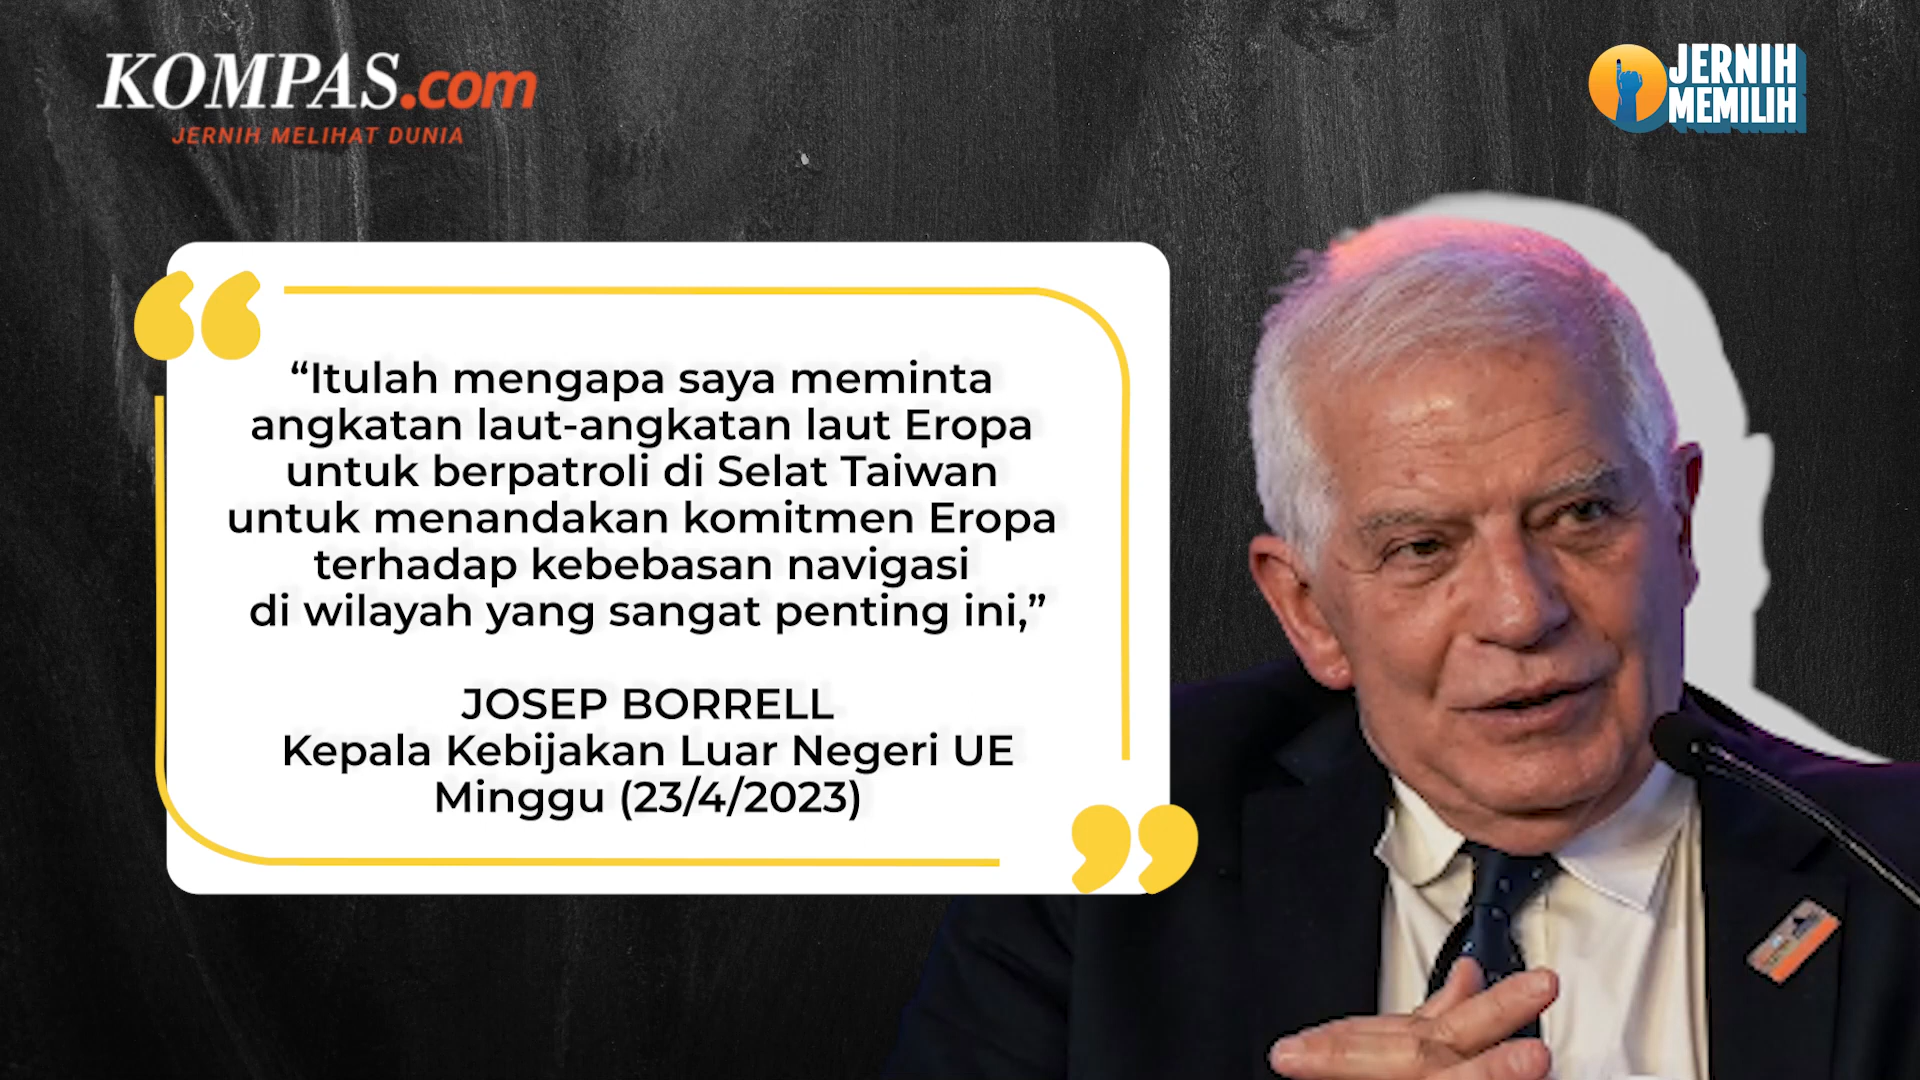 KOMPAS.com
JERNIH MELIHAT DUNIA
JERNIH
MEMILIH
“Itulah mengapa saya meminta
angkatan laut-angkatan laut Eropa
untuk berpatroli di Selat Taiwan
untuk menandakan komitmen Eropa
terhadap kebebasan navigasi
di wilayah yang sangat penting ini,”
JOSEP BORRELL
Kepala Kebijakan Luar Negeri UE
Minggu (23/4/2023)